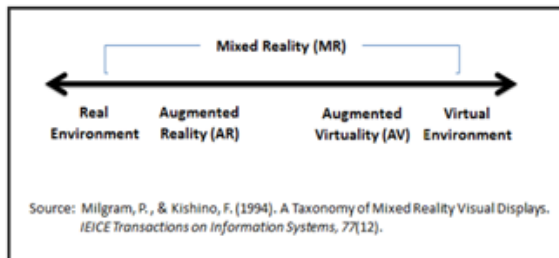 Mixed Reality (MR)
Real Environment
Augmented Reality (AR)
Augmented Virtuality (AV)
Virtual Environment
Source: Milgram, P., & Kishino, F. (1994). A Taxonomy of Mixed Reality Visual Displays.
IEICE Transactions on Information Systems, 77(12).